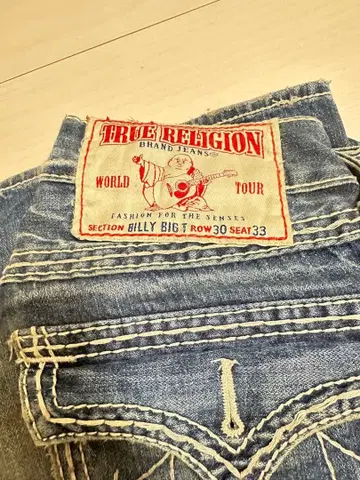 TRUE RELIGION
BRAND JEANS®
WORLD TOUR
FASHION FOR THE SENSES
SECTION BILLY BIG T ROW 30 SEAT 33